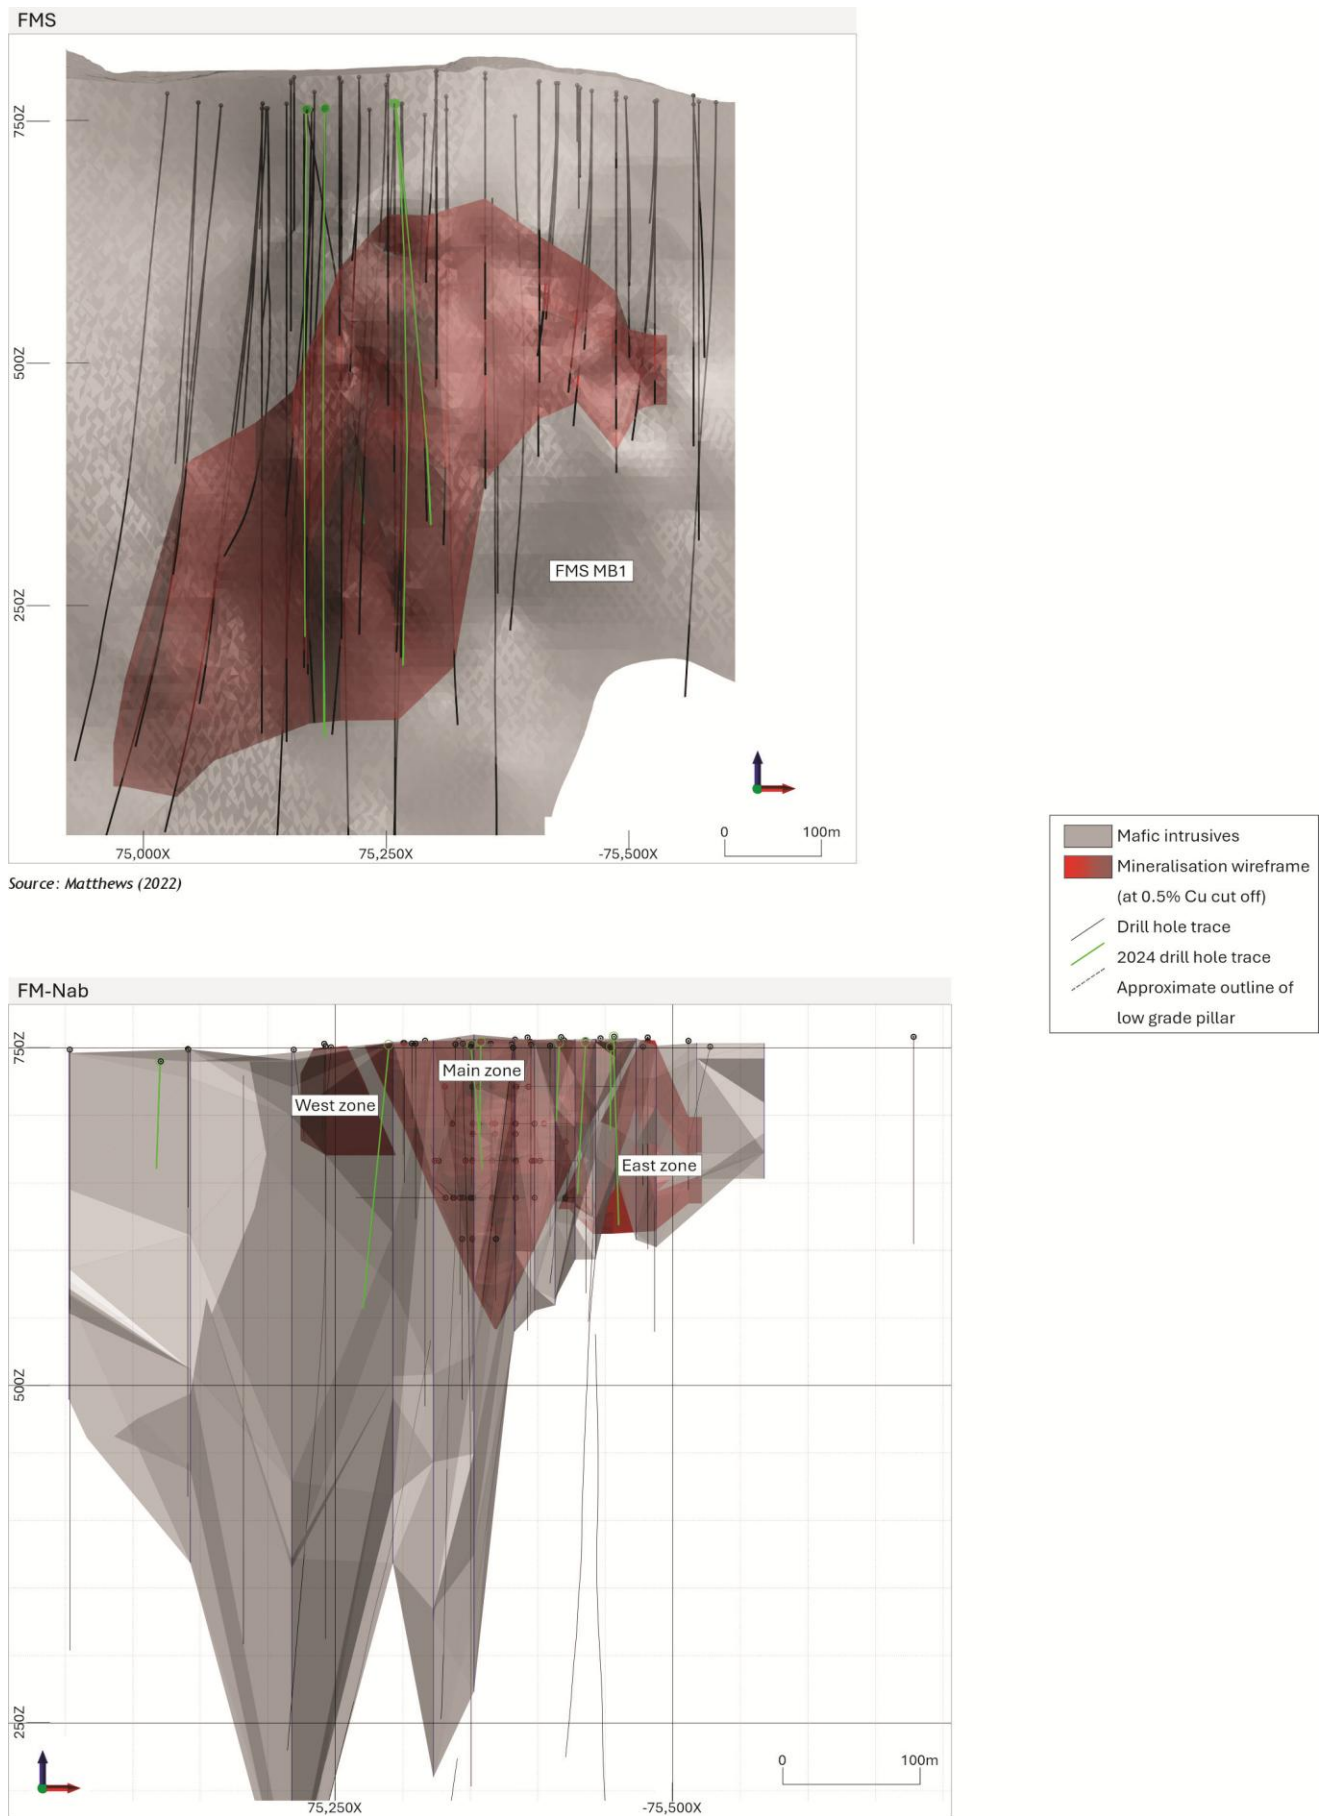 FMS
750Z
500Z
250Z
FMS MB1
0 100m
75,000X 75,250X -75,500X
Source: Matthews (2022)
Mafic intrusives
Mineralisation wireframe
(at 0.5% Cu cut off)
Drill hole trace
2024 drill hole trace
Approximate outline of
low grade pillar
FM-Nab
750Z
Main zone
West zone
East zone
500Z
250Z
0 100m
75,250X -75,500X